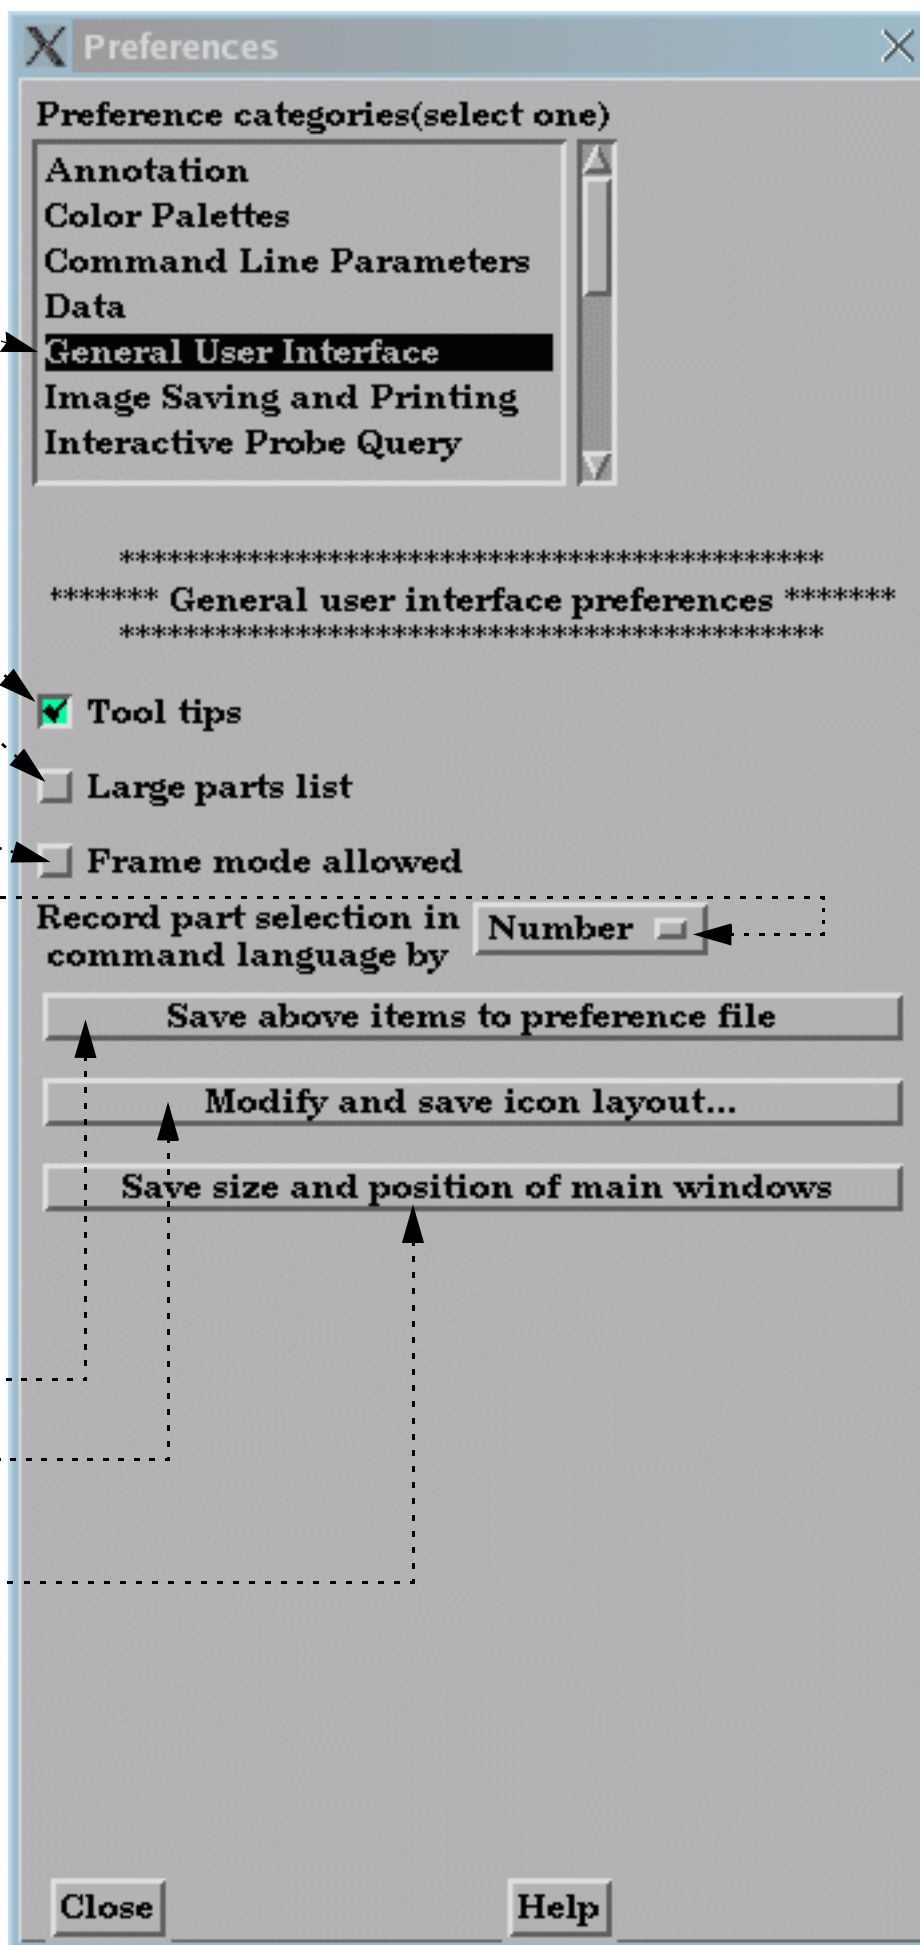 Preferences
Preference categories(select one)
Annotation
Color Palettes
Command Line Parameters
Data
General User Interface
Image Saving and Printing
Interactive Probe Query
********************************************
******* General user interface preferences *******
********************************************
Tool tips
Large parts list
Frame mode allowed
Record part selection in
command language by
Number
Save above items to preference file
Modify and save icon layout...
Save size and position of main windows
Close
Help